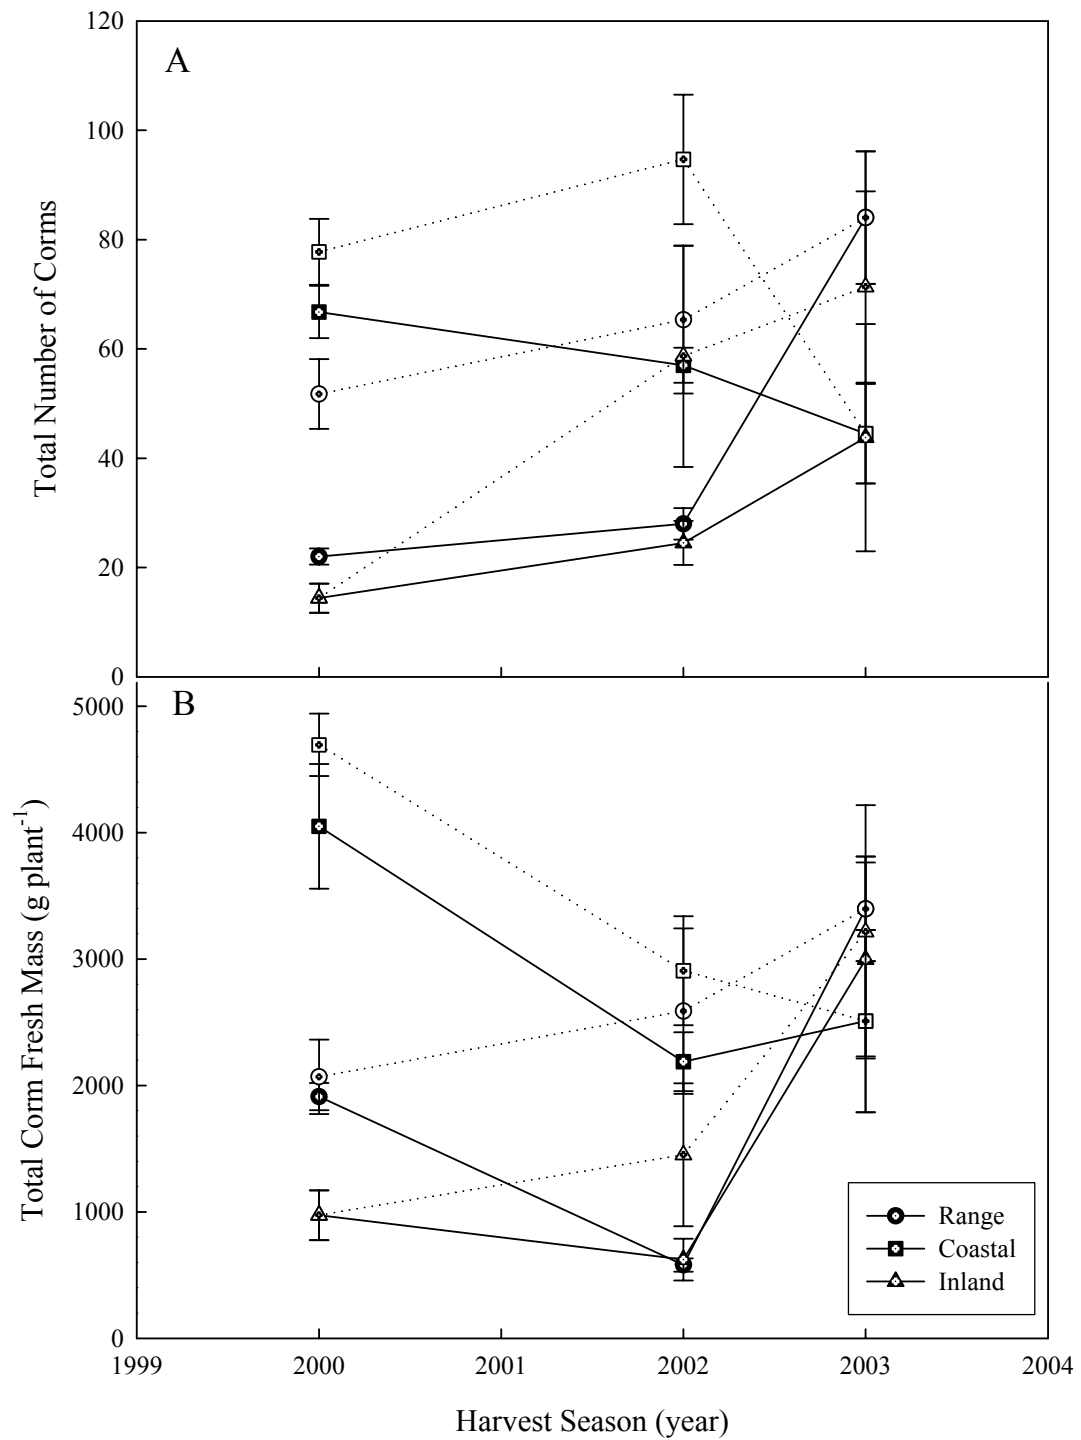 120
A
100
80
60
40
20
0
Total Number of Corms
B
5000
4000
3000
2000
1000
0
Total Corm Fresh Mass (g plant⁻¹)
Range
Coastal
Inland
1999 2000 2001 2002 2003 2004
Harvest Season (year)